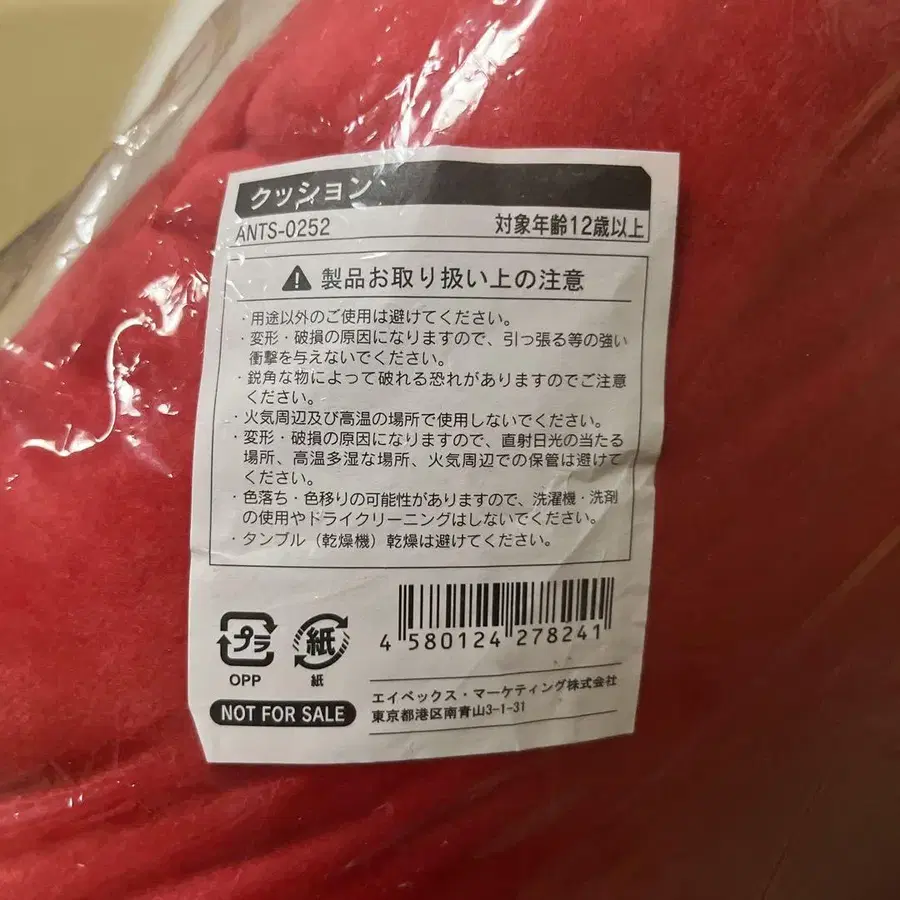 クッション
ANTS-0252 対象年齢12歳以上
製品お取り扱い上の注意
・用途以外のご使用は避けてください。
・変形・破損の原因になりますので、引っ張る等の強い
衝撃を与えないでください。
・鋭角な物によって破れる恐れがありますのでご注意
ください。
・火気周辺及び高温の場所で使用しないでください。
・変形・破損の原因になりますので、直射日光の当たる
場所、高温多湿な場所、火気周辺での保管は避けて
ください。
・色落ち・色移りの可能性がありますので、洗濯機・洗剤
の使用やドライクリーニングはしないでください。
・タンブル（乾燥機）乾燥は避けてください。
プラ
OPP
紙
紙
NOT FOR SALE
4 580124 278241
エイベックス・マーケティング株式会社
東京都港区南青山3-1-31